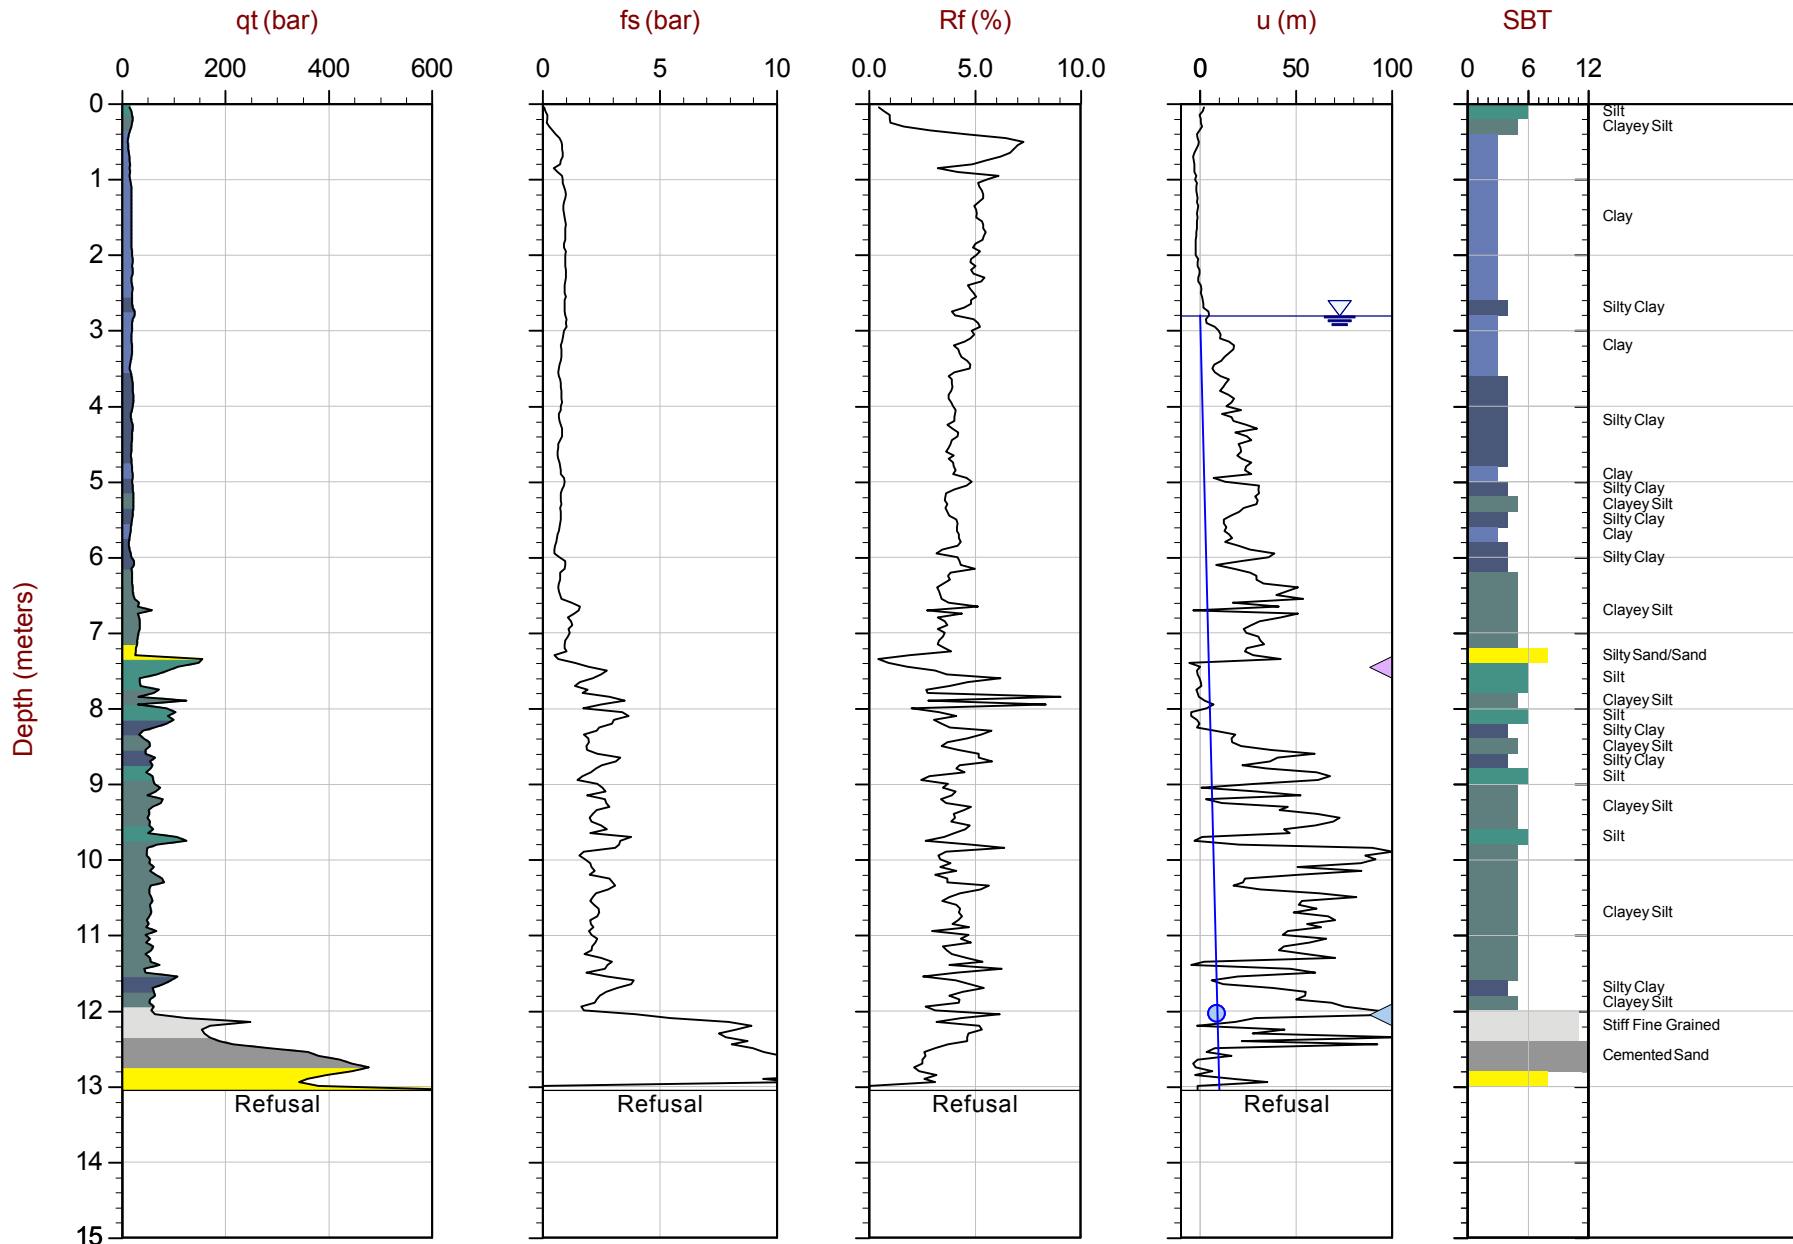 qt (bar) fs (bar) Rf (%) u (m) SBT
0 200 400 600 0 5 10 0.0 5.0 10.0 0 50 100 0 6 12
Depth (meters)
0
Silt
Clayey Silt
1
Clay
2
Silty Clay
3
Clay
4
Silty Clay
Clay
5
Silty Clay
Clayey Silt
Silty Clay
Clay
6
Silty Clay
Clayey Silt
7
Silty Sand/Sand
Silt
Clayey Silt
8
Silt
Silty Clay
Clayey Silt
Silty Clay
Silt
9
Clayey Silt
Silt
10
Clayey Silt
11
Silty Clay
Clayey Silt
12
Stiff Fine Grained
Cemented Sand
13
Refusal Refusal Refusal Refusal
14
15